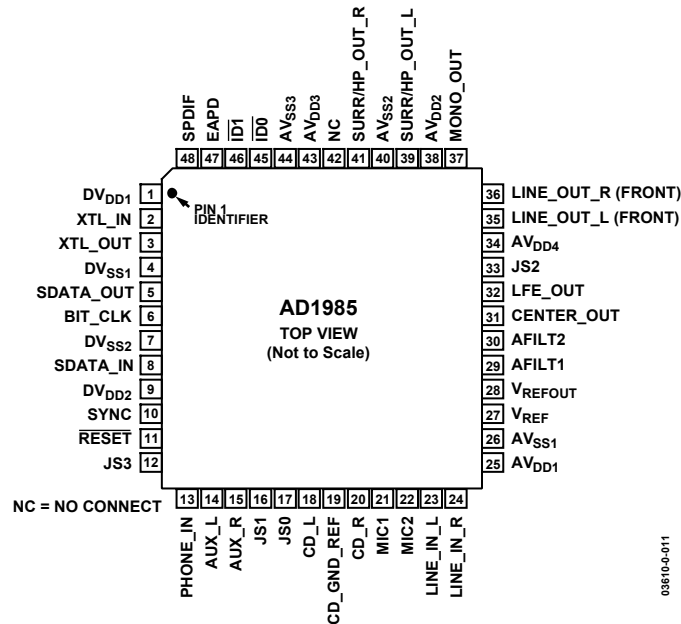 SPDIF
EAPD
ID1
ID0
AVSS3
AVDD3
NC
SURR/HP_OUT_R
AVSS2
SURR/HP_OUT_L
AVDD2
MONO_OUT
48 47 46 45 44 43 42 41 40 39 38 37
DVDD1 1
XTL_IN 2
XTL_OUT 3
DVSS1 4
SDATA_OUT 5
BIT_CLK 6
DVSS2 7
SDATA_IN 8
DVDD2 9
SYNC 10
RESET 11
JS3 12
PIN 1
IDENTIFIER
AD1985
TOP VIEW
(Not to Scale)
36 LINE_OUT_R (FRONT)
35 LINE_OUT_L (FRONT)
34 AVDD4
33 JS2
32 LFE_OUT
31 CENTER_OUT
30 AFILT2
29 AFILT1
28 VREFOUT
27 VREF
26 AVSS1
25 AVDD1
NC = NO CONNECT
13 14 15 16 17 18 19 20 21 22 23 24
PHONE_IN
AUX_L
AUX_R
JS1
JS0
CD_L
CD_GND_REF
CD_R
MIC1
MIC2
LINE_IN_L
LINE_IN_R
03610-0-011